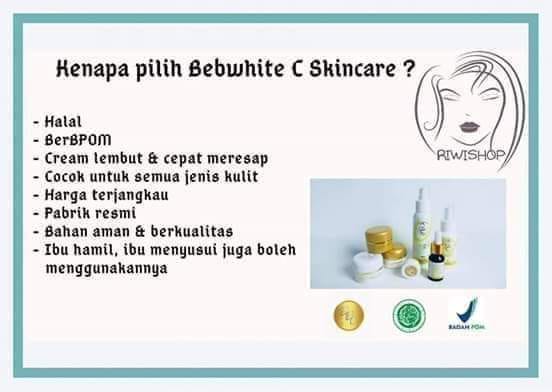 Kenapa pilih Bebwhite C Skincare ?
- Halal
- BerBPOM
- Cream lembut & cepat meresap
- Cocok untuk semua jenis kulit
- Harga terjangkau
- Pabrik resmi
- Bahan aman & berkualitas
- Ibu hamil, ibu menyusui juga boleh
menggunakannya
RIWISHOP
BADAN POM